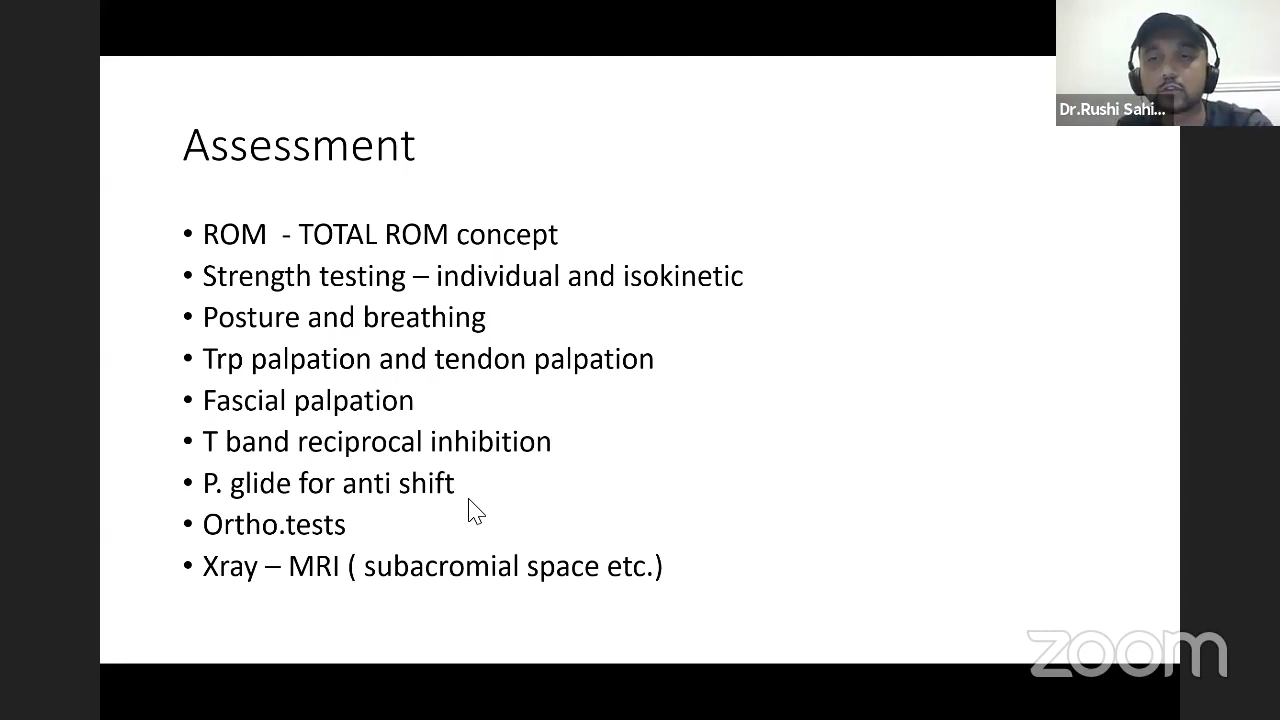 Dr.Rushi Sahi...
Assessment
• ROM - TOTAL ROM concept
• Strength testing – individual and isokinetic
• Posture and breathing
• Trp palpation and tendon palpation
• Fascial palpation
• T band reciprocal inhibition
• P. glide for anti shift
• Ortho.tests
• Xray – MRI ( subacromial space etc.)
zoom